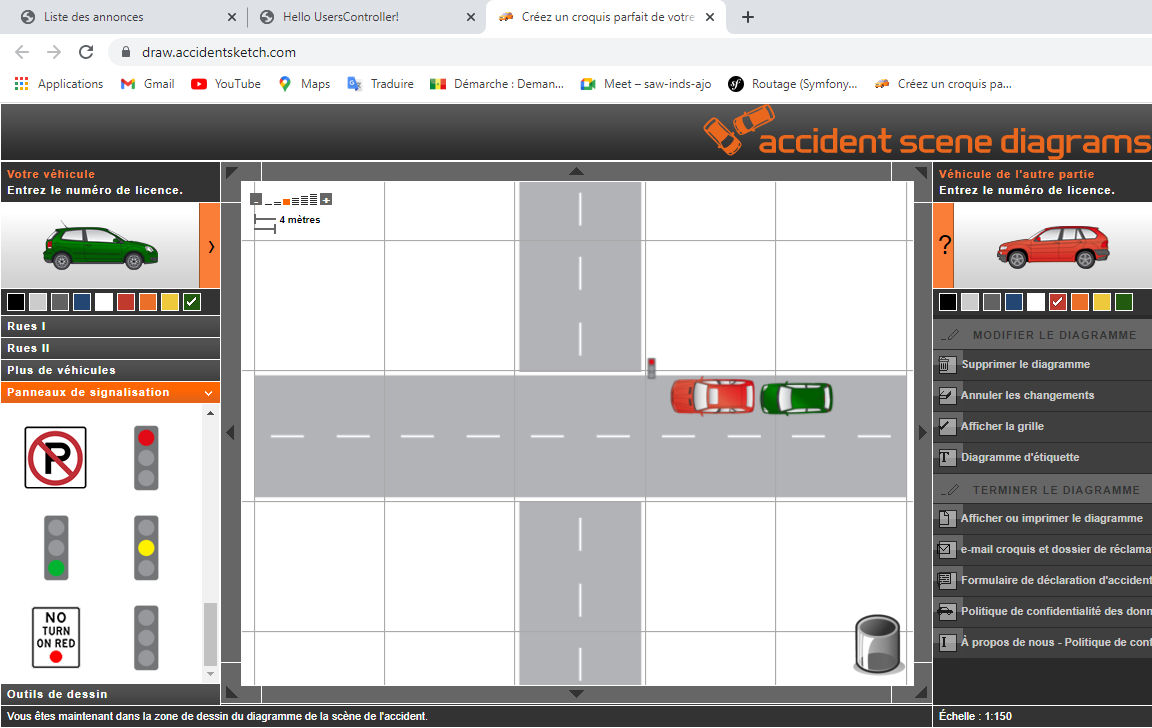 Liste des annonces
Hello UsersController!
Créez un croquis parfait de votre
draw.accidentsketch.com
Applications
Gmail
YouTube
Maps
Traduire
Démarche : Deman...
Meet – saw-inds-ajo
Routage (Symfony...
Créez un croquis pa...
accident scene diagrams
Votre véhicule
Entrez le numéro de licence.
Véhicule de l'autre partie
Entrez le numéro de licence.
?
4 mètres
Rues I
Rues II
Plus de véhicules
Panneaux de signalisation
P
NO
TURN
ON RED
Outils de dessin
MODIFIER LE DIAGRAMME
Supprimer le diagramme
Annuler les changements
Afficher la grille
T Diagramme d'étiquette
TERMINER LE DIAGRAMME
Afficher ou imprimer le diagramme
e-mail croquis et dossier de réclama
Formulaire de déclaration d'accident
Politique de confidentialité des donn
À propos de nous - Politique de conf
Vous êtes maintenant dans la zone de dessin du diagramme de la scène de l'accident.
Échelle : 1:150